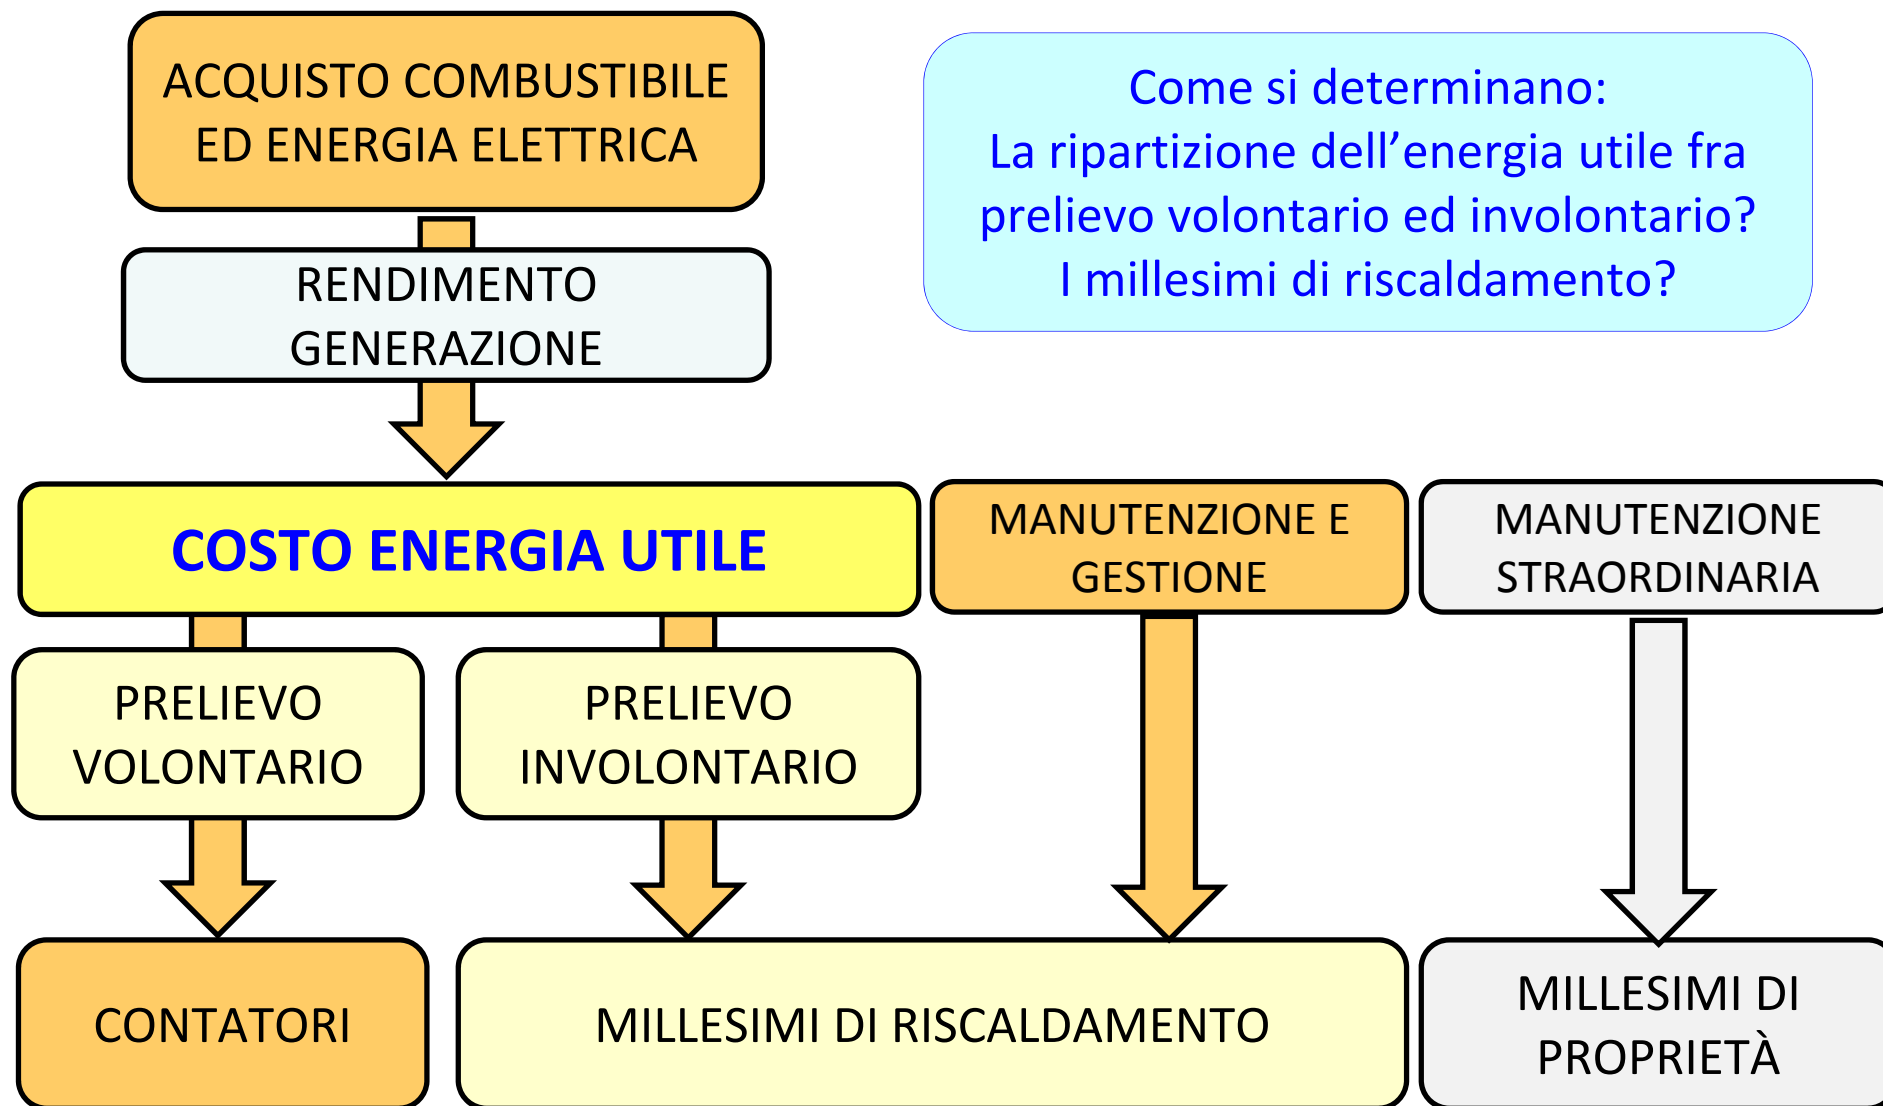 ACQUISTO COMBUSTIBILE
ED ENERGIA ELETTRICA
Come si determinano:
La ripartizione dell’energia utile fra
prelievo volontario ed involontario?
I millesimi di riscaldamento?
RENDIMENTO
GENERAZIONE
COSTO ENERGIA UTILE
MANUTENZIONE E
GESTIONE
MANUTENZIONE
STRAORDINARIA
PRELIEVO
VOLONTARIO
PRELIEVO
INVOLONTARIO
CONTATORI
MILLESIMI DI RISCALDAMENTO
MILLESIMI DI
PROPRIETÀ